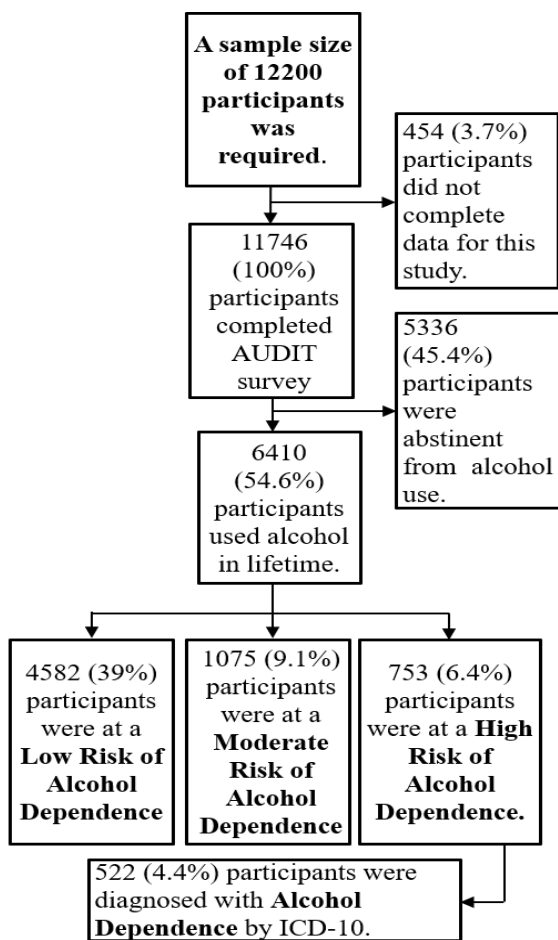 A sample size
of 12200
participants
was
required.
454 (3.7%)
participants
did not
complete
data for this
study.
11746
(100%)
participants
completed
AUDIT
survey
5336
(45.4%)
participants
were
abstinent
from alcohol
use.
6410
(54.6%)
participants
used alcohol
in lifetime.
4582 (39%)
participants
were at a
Low Risk of
Alcohol
Dependence
1075 (9.1%)
participants
were at a
Moderate
Risk of
Alcohol
Dependence
753 (6.4%)
participants
were at a High
Risk of
Alcohol
Dependence.
522 (4.4%) participants were
diagnosed with Alcohol
Dependence by ICD-10.